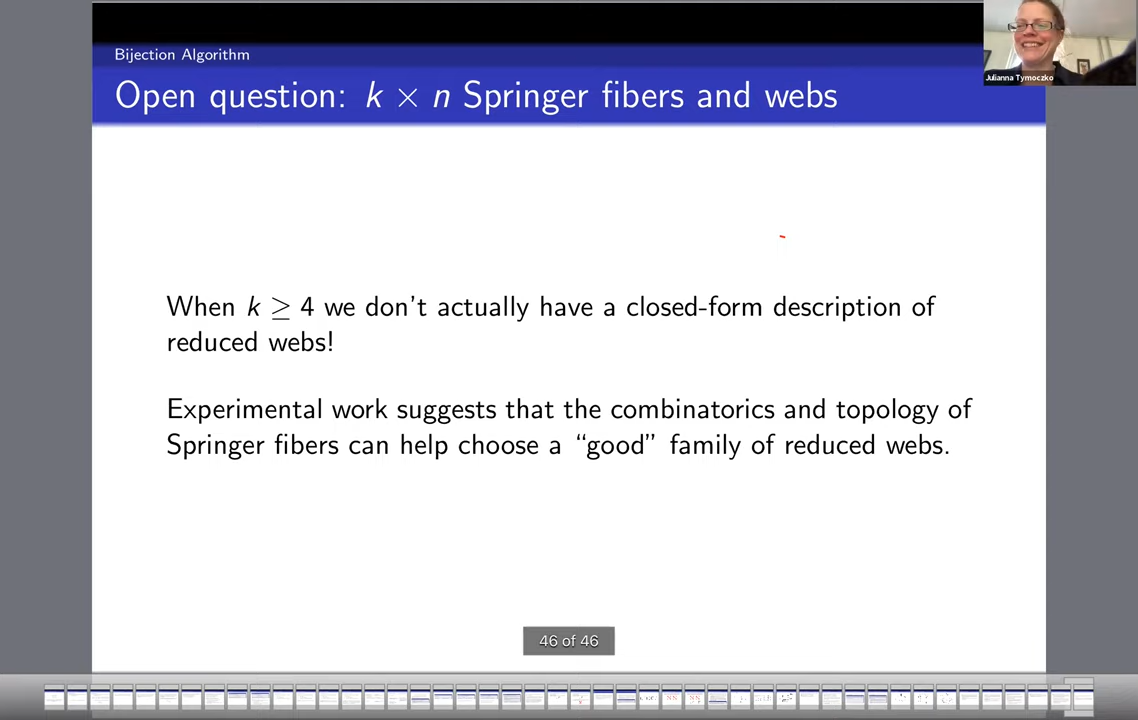 Bijection Algorithm
Julianna Tymoczko
Open question: k × n Springer fibers and webs
When k ≥ 4 we don't actually have a closed-form description of
reduced webs!
Experimental work suggests that the combinatorics and topology of
Springer fibers can help choose a “good” family of reduced webs.
46 of 46